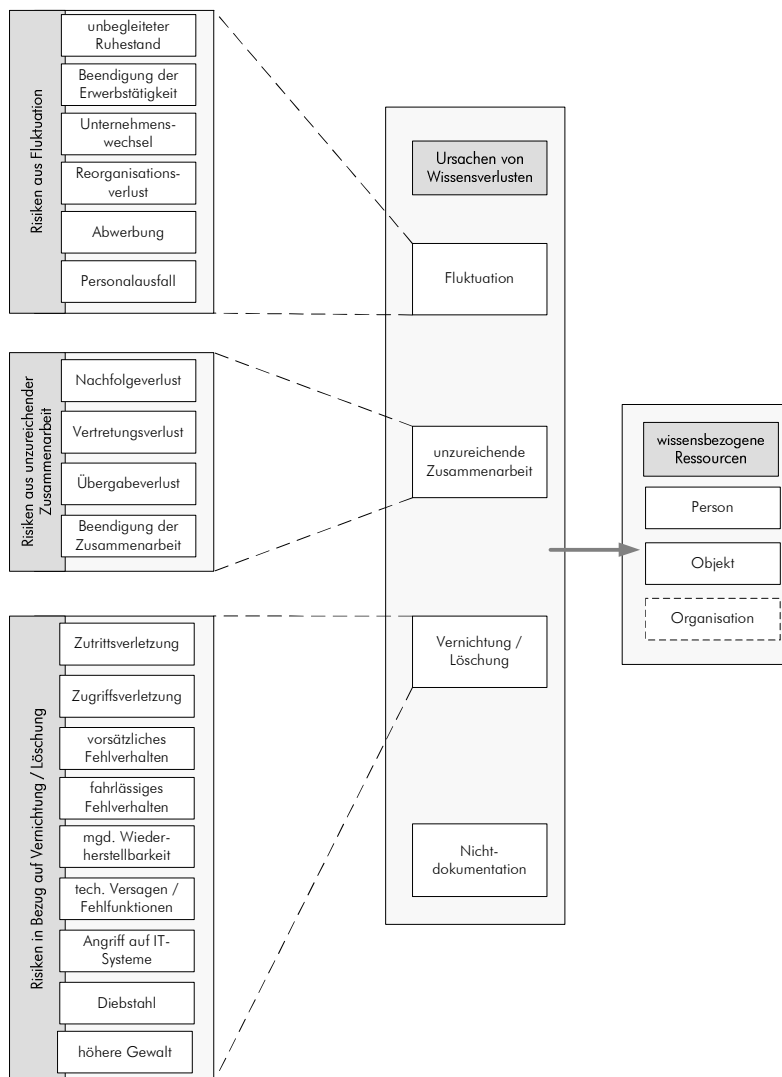 Risiken aus Fluktuation
unbegleiteter
Ruhestand
Beendigung der
Erwerbstätigkeit
Unternehmens-
wechsel
Reorganisations-
verlust
Abwerbung
Personalausfall
Risiken aus unzureichender
Zusammenarbeit
Nachfolgeverlust
Vertretungsverlust
Übergabeverlust
Beendigung der
Zusammenarbeit
Risiken in Bezug auf Vernichtung / Löschung
Zutrittsverletzung
Zugriffsverletzung
vorsätzliches
Fehlverhalten
fahrlässiges
Fehlverhalten
mgd. Wieder-
herstellbarkeit
tech. Versagen /
Fehlfunktionen
Angriff auf IT-
Systeme
Diebstahl
höhere Gewalt
Ursachen von
Wissensverlusten
Fluktuation
unzureichende
Zusammenarbeit
Vernichtung /
Löschung
Nicht-
dokumentation
wissensbezogene
Ressourcen
Person
Objekt
Organisation